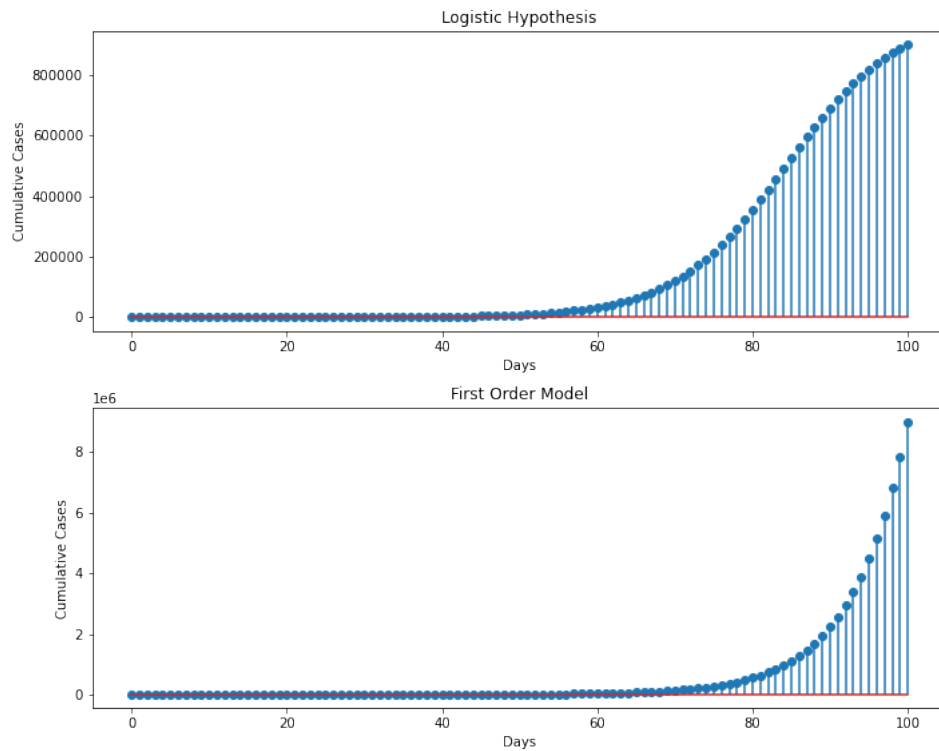 Logistic Hypothesis
800000
600000
400000
200000
0
Cumulative Cases
0 20 40 60 80 100
Days
First Order Model
1e6
8
6
4
2
0
Cumulative Cases
0 20 40 60 80 100
Days